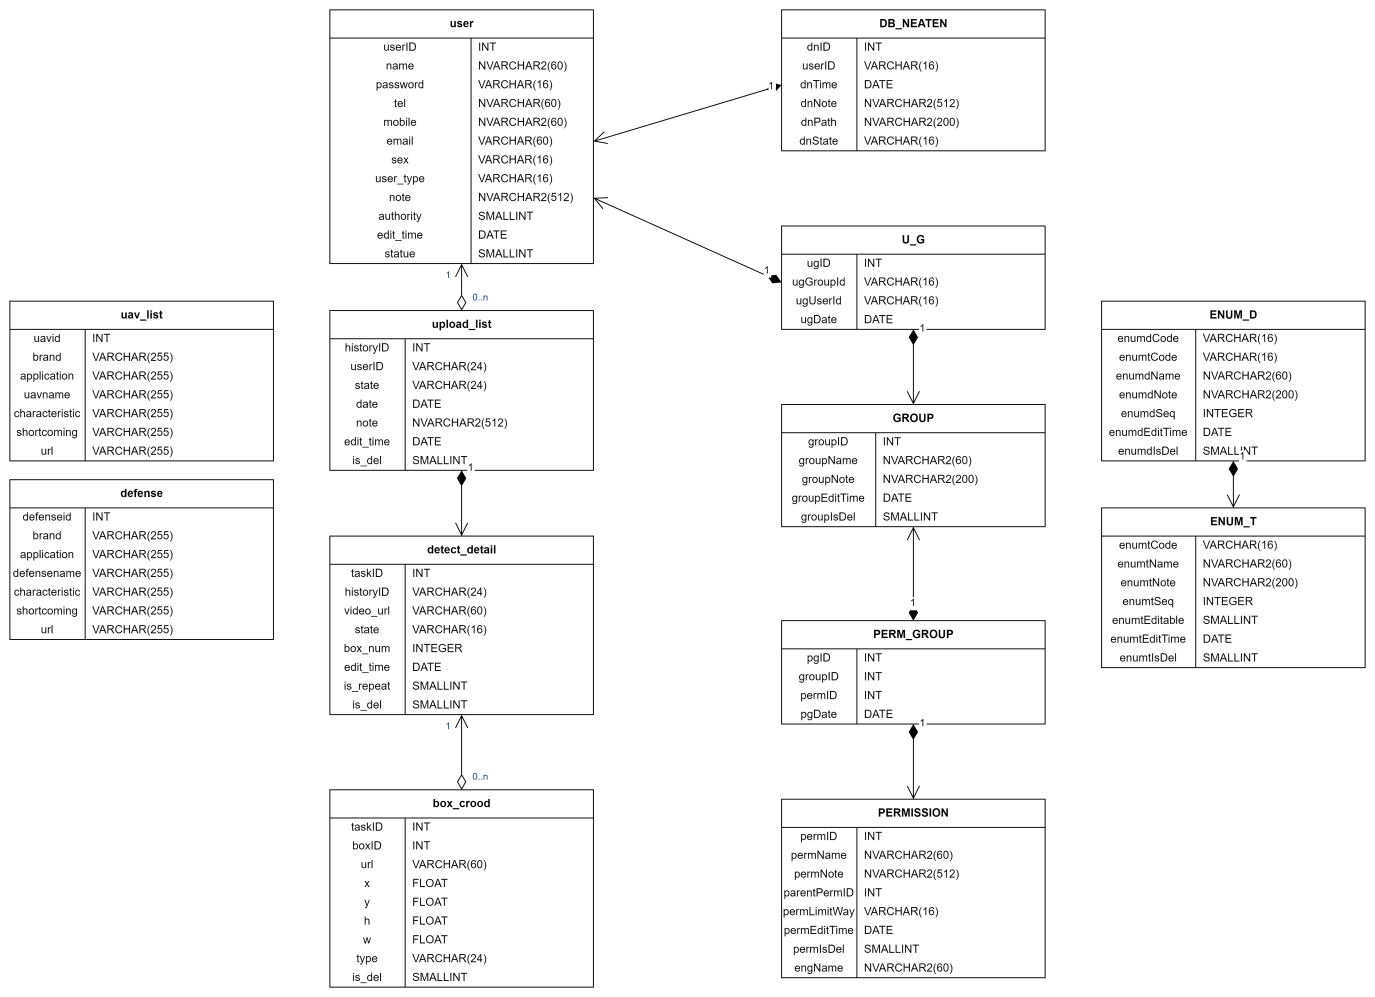 user
userID INT
name NVARCHAR2(60)
password VARCHAR(16)
tel NVARCHAR(60)
mobile NVARCHAR2(60)
email VARCHAR(60)
sex VARCHAR(16)
user_type VARCHAR(16)
note NVARCHAR2(512)
authority SMALLINT
edit_time DATE
statue SMALLINT
DB_NEATEN
dnID INT
userID VARCHAR(16)
dnTime DATE
dnNote NVARCHAR2(512)
dnPath NVARCHAR2(200)
dnState VARCHAR(16)
1
1
U_G
ugID INT
ugGroupId VARCHAR(16)
ugUserId VARCHAR(16)
ugDate DATE
1
1
0..n
uav_list
uavid INT
brand VARCHAR(255)
application VARCHAR(255)
uavname VARCHAR(255)
characteristic VARCHAR(255)
shortcoming VARCHAR(255)
url VARCHAR(255)
upload_list
historyID INT
userID VARCHAR(24)
state VARCHAR(24)
date DATE
note NVARCHAR2(512)
edit_time DATE
is_del SMALLINT
1
ENUM_D
enumdCode VARCHAR(16)
enumtCode VARCHAR(16)
enumdName NVARCHAR2(60)
enumdNote NVARCHAR2(200)
enumdSeq INTEGER
enumdEditTime DATE
enumdIsDel SMALLINT
1
GROUP
groupID INT
groupName NVARCHAR2(60)
groupNote NVARCHAR2(200)
groupEditTime DATE
groupIsDel SMALLINT
1
defense
defenseid INT
brand VARCHAR(255)
application VARCHAR(255)
defensename VARCHAR(255)
characteristic VARCHAR(255)
shortcoming VARCHAR(255)
url VARCHAR(255)
detect_detail
taskID INT
historyID VARCHAR(24)
video_url VARCHAR(60)
state VARCHAR(16)
box_num INTEGER
edit_time DATE
is_repeat SMALLINT
is_del SMALLINT
1
0..n
ENUM_T
enumtCode VARCHAR(16)
enumtName NVARCHAR2(60)
enumtNote NVARCHAR2(200)
enumtSeq INTEGER
enumtEditable SMALLINT
enumtEditTime DATE
enumtIsDel SMALLINT
PERM_GROUP
pgID INT
groupID INT
permID INT
pgDate DATE
1
box_crood
taskID INT
boxID INT
url VARCHAR(60)
x FLOAT
y FLOAT
h FLOAT
w FLOAT
type VARCHAR(24)
is_del SMALLINT
PERMISSION
permID INT
permName NVARCHAR2(60)
permNote NVARCHAR2(512)
parentPermID INT
permLimitWay VARCHAR(16)
permEditTime DATE
permIsDel SMALLINT
engName NVARCHAR2(60)